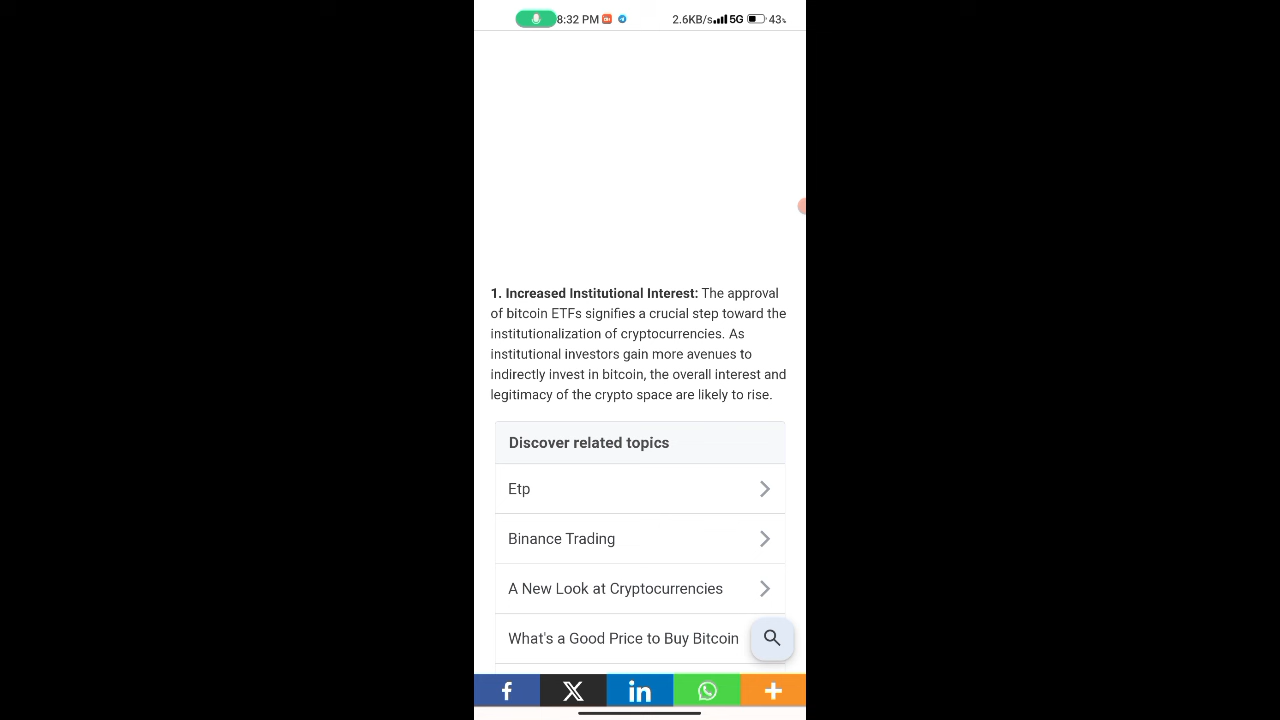 8:32 PM 2.6KB/s 5G 43%
1. Increased Institutional Interest: The approval
of bitcoin ETFs signifies a crucial step toward the
institutionalization of cryptocurrencies. As
institutional investors gain more avenues to
indirectly invest in bitcoin, the overall interest and
legitimacy of the crypto space are likely to rise.
Discover related topics
Etp
Binance Trading
A New Look at Cryptocurrencies
What's a Good Price to Buy Bitcoin